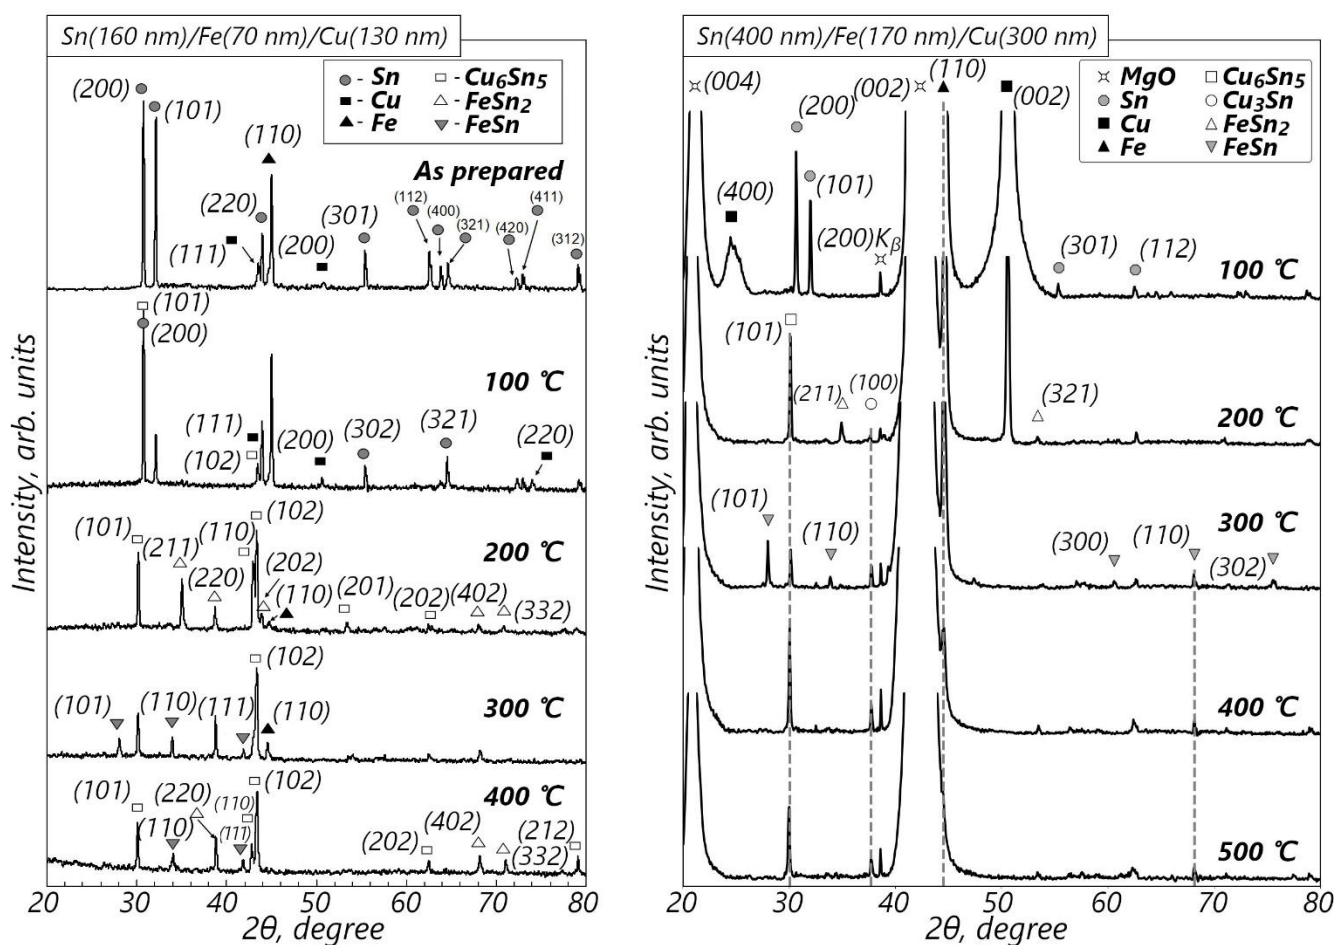 Sn(160 nm)/Fe(70 nm)/Cu(130 nm)
- Sn
- Cu6Sn5
- Cu
- FeSn2
- Fe
- FeSn
(200)
(101)
(110)
As prepared
(220)
(111)
(200)
(301)
(112)
(400)
(321)
(420)
(411)
(312)
(101)
(200)
100 °C
(111)
(102)
(200)
(302)
(321)
(220)
200 °C
(101)
(211)
(220)
(110)
(102)
(202)
(110)
(201)
(202)
(402)
(332)
300 °C
(101)
(110)
(111)
(102)
(110)
400 °C
(101)
(220)
(110)
(110)
(111)
(102)
(202)
(402)
(212)
(332)
Intensity, arb. units
20 30 40 50 60 70 80
2θ, degree
Sn(400 nm)/Fe(170 nm)/Cu(300 nm)
MgO
Cu6Sn5
Sn
Cu3Sn
Cu
FeSn2
Fe
FeSn
(004)
(002)
(110)
(002)
(200)
(101)
(400)
(200)Kβ
(301)
(112)
100 °C
(101)
(211)
(100)
(321)
200 °C
(101)
(110)
(300)
(110)
(302)
300 °C
400 °C
500 °C
Intensity, arb. units
20 30 40 50 60 70 80
2θ, degree